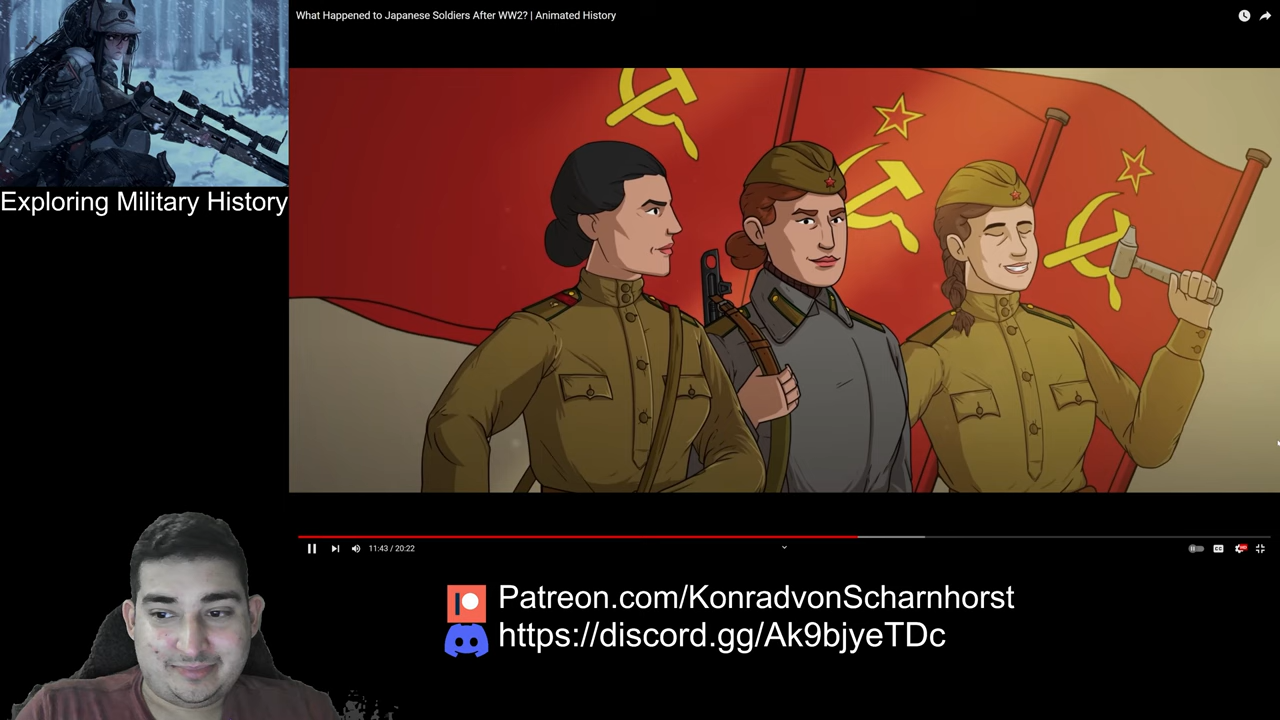 What Happened to Japanese Soldiers After WW2? | Animated History
Exploring Military History
11:43 / 20:22
Patreon.com/KonradvonScharnhorst
https://discord.gg/Ak9bjyeTDc